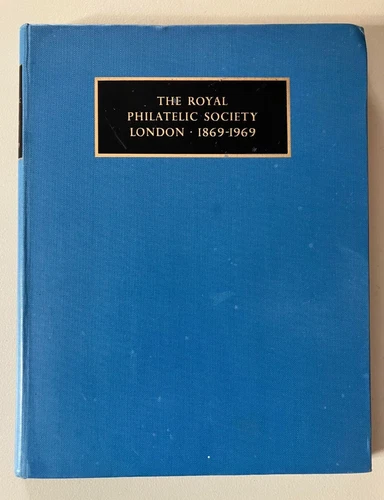 THE ROYAL
PHILATELIC SOCIETY
LONDON · 1869-1969